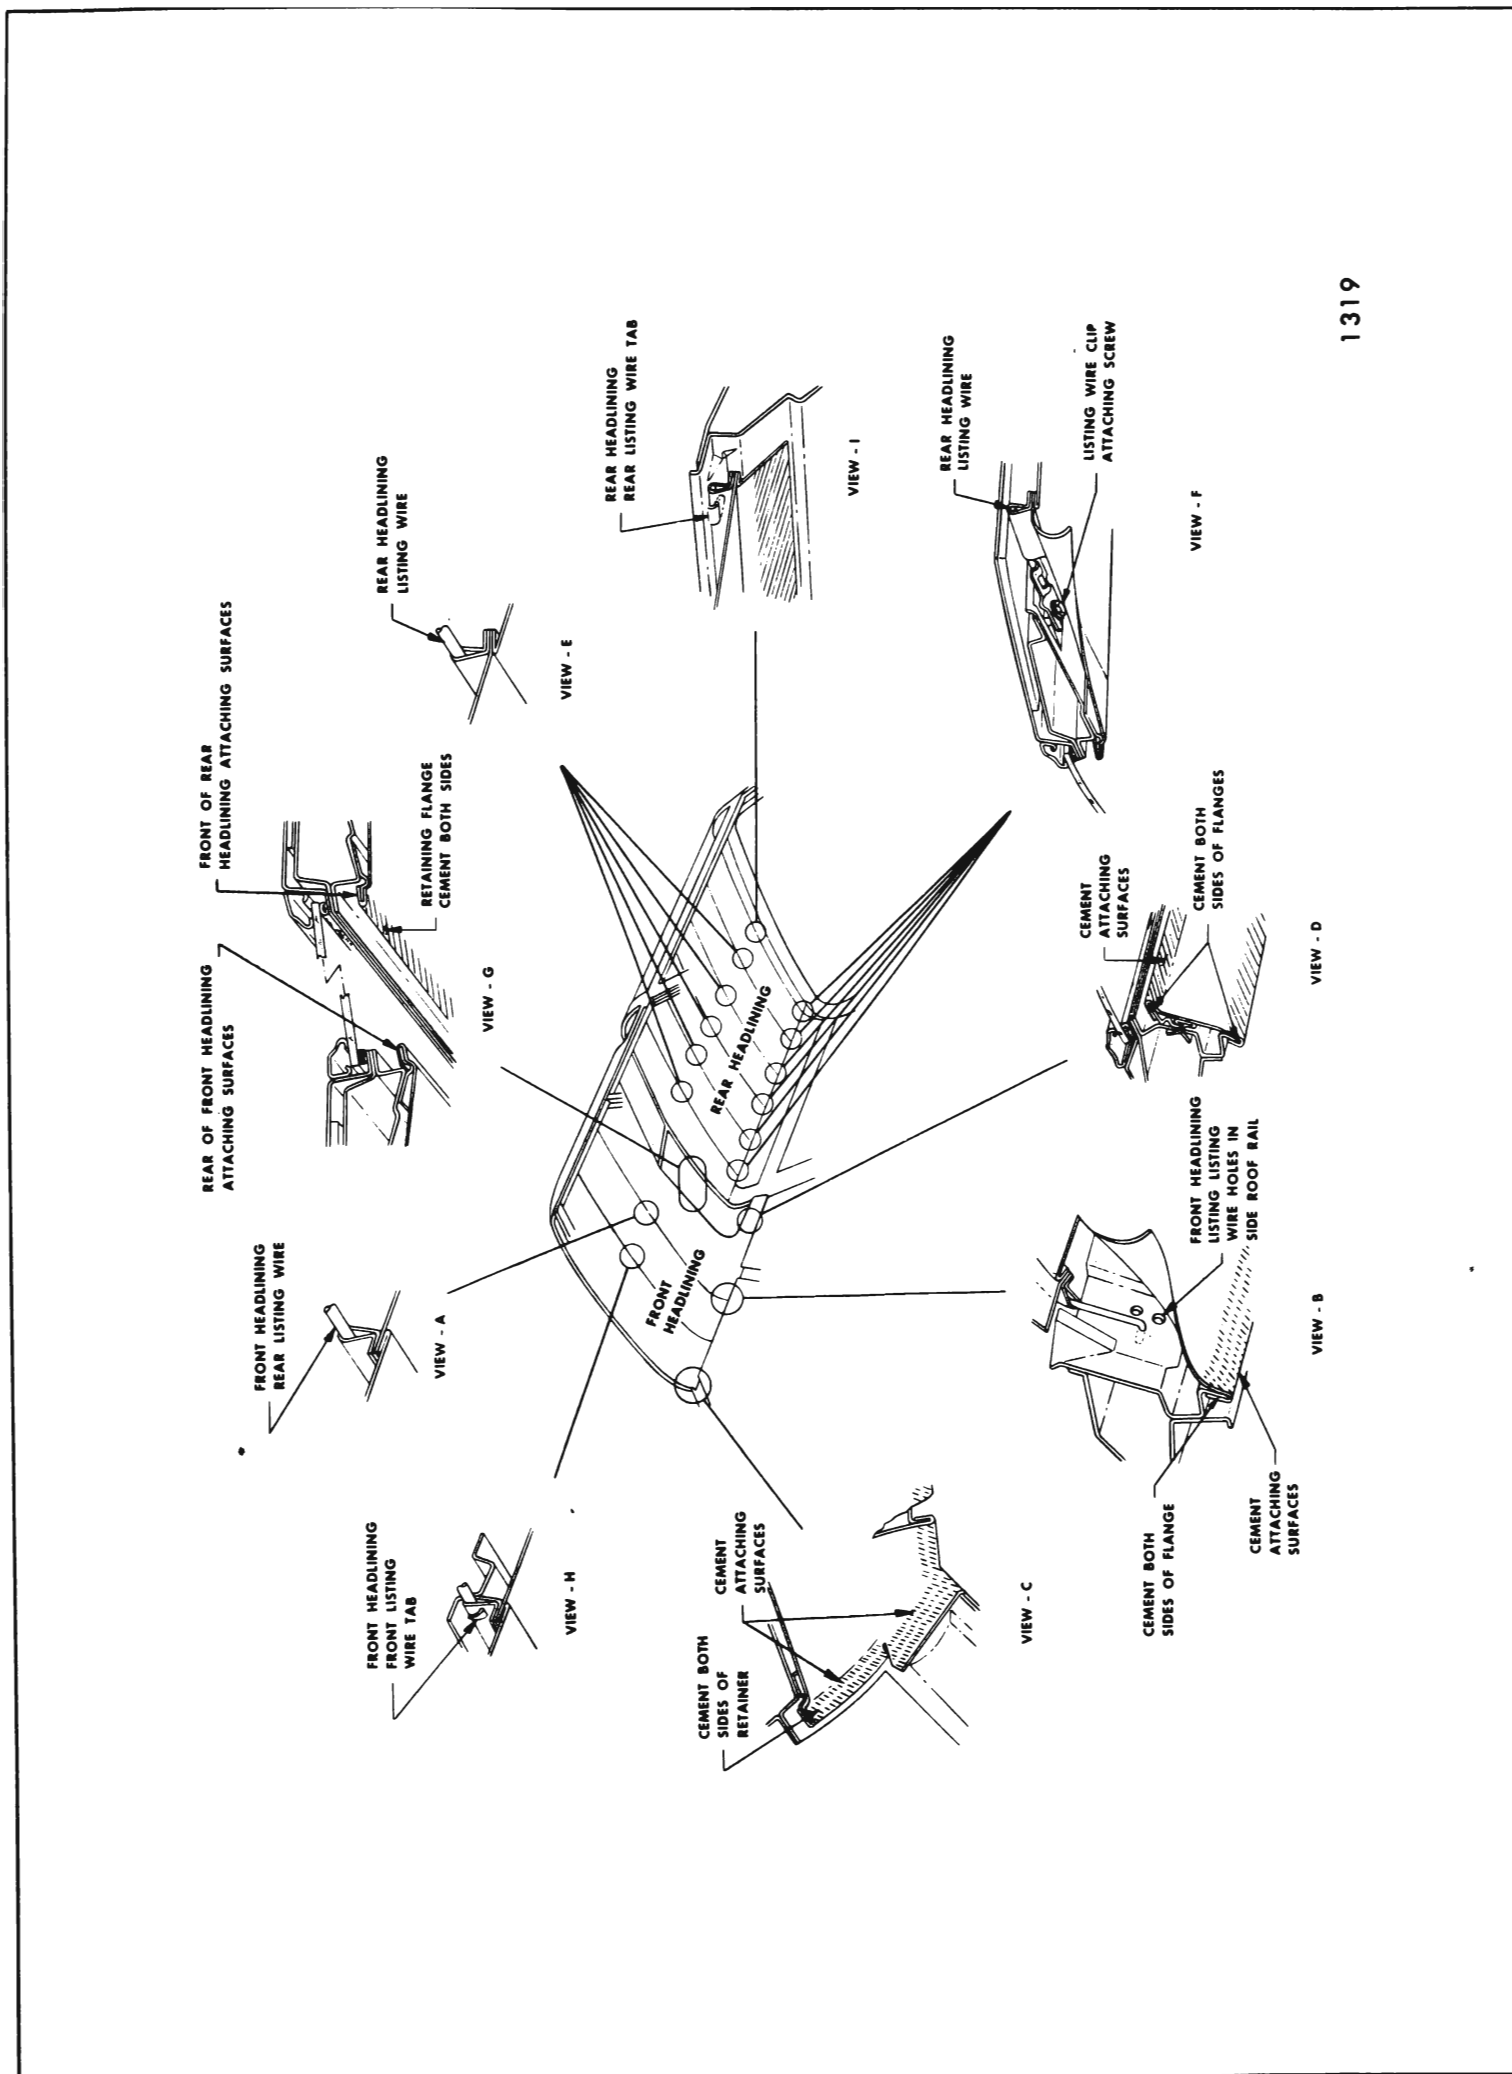 FRONT HEADLINING
FRONT LISTING
WIRE TAB
VIEW - H
FRONT HEADLINING
REAR LISTING WIRE
VIEW - A
REAR OF FRONT HEADLINING
ATTACHING SURFACES
FRONT OF REAR
HEADLINING ATTACHING SURFACES
RETAINING FLANGE
CEMENT BOTH SIDES
VIEW - G
REAR HEADLINING
LISTING WIRE
VIEW - E
REAR HEADLINING
REAR LISTING WIRE TAB
VIEW - I
FRONT
HEADLINING
REAR HEADLINING
CEMENT BOTH
SIDES OF
RETAINER
CEMENT
ATTACHING
SURFACES
VIEW - C
CEMENT BOTH
SIDES OF FLANGE
CEMENT
ATTACHING
SURFACES
FRONT HEADLINING
LISTING LISTING
WIRE HOLES IN
SIDE ROOF RAIL
VIEW - B
CEMENT
ATTACHING
SURFACES
CEMENT BOTH
SIDES OF FLANGES
VIEW - D
REAR HEADLINING
LISTING WIRE
LISTING WIRE CLIP
ATTACHING SCREW
VIEW - F
1319